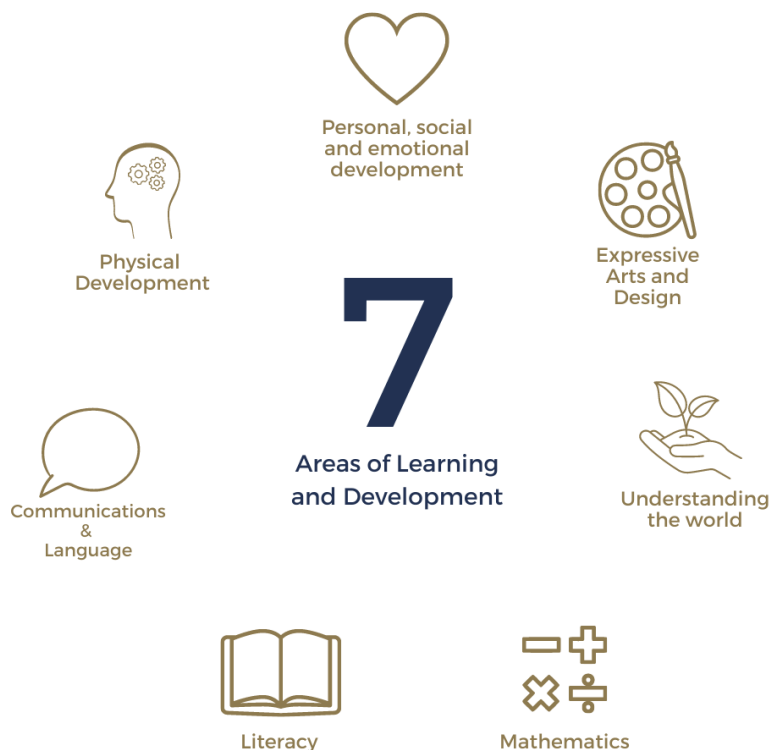 Personal, social
and emotional
development
Physical
Development
Expressive
Arts and
Design
7
Areas of Learning
and Development
Communications
&
Language
Understanding
the world
Literacy
Mathematics